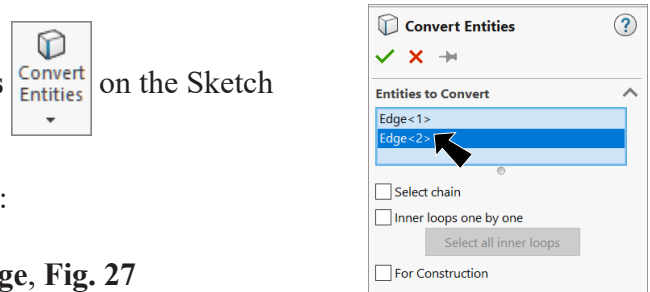 s Convert Entities on the Sketch
:
ge, Fig. 27
Convert Entities ?
Entities to Convert
Edge<1>
Edge<2>
Select chain
Inner loops one by one
Select all inner loops
For Construction